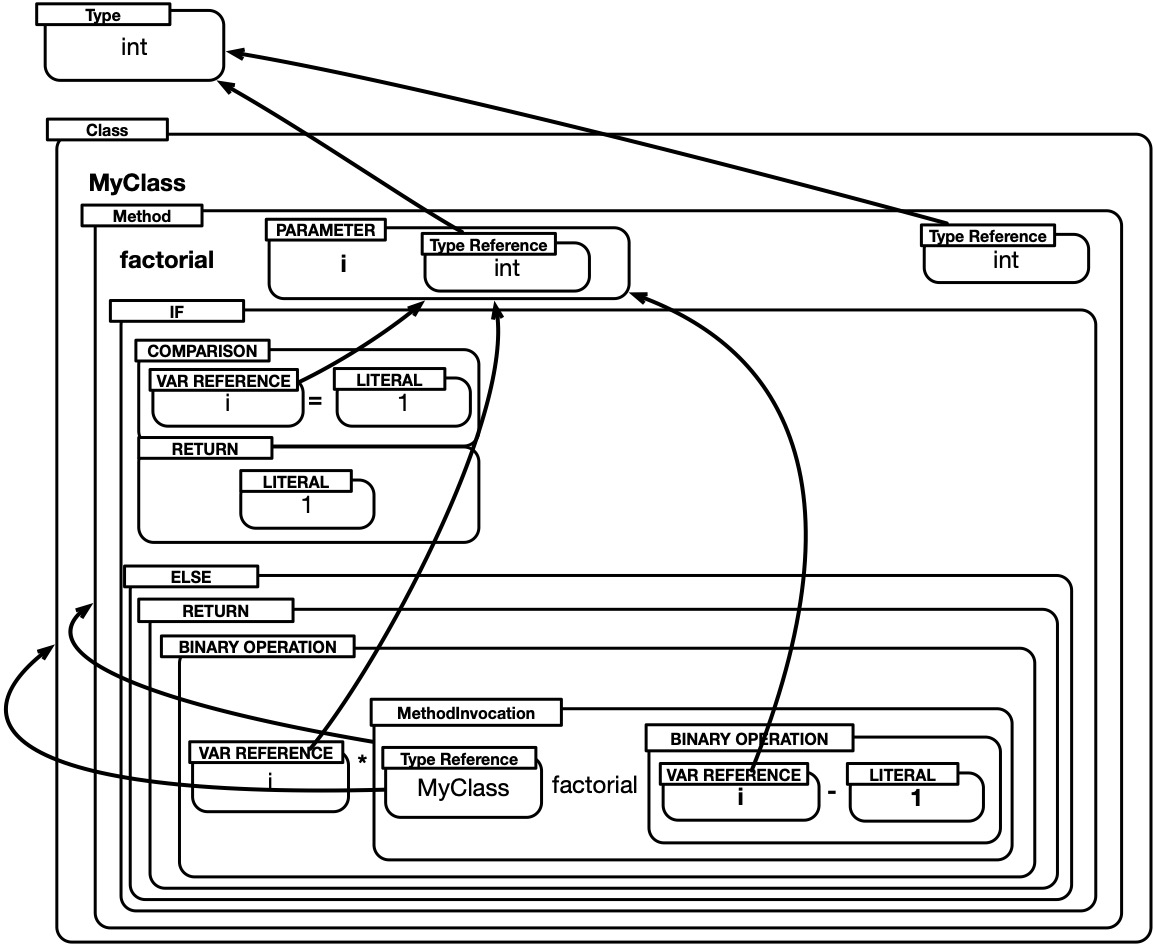 Type
int
Class
MyClass
Method
factorial
PARAMETER
i
Type Reference
int
Type Reference
int
IF
COMPARISON
VAR REFERENCE
i
=
LITERAL
1
RETURN
LITERAL
1
ELSE
RETURN
BINARY OPERATION
VAR REFERENCE
i
*
MethodInvocation
Type Reference
MyClass
factorial
BINARY OPERATION
VAR REFERENCE
i
-
LITERAL
1